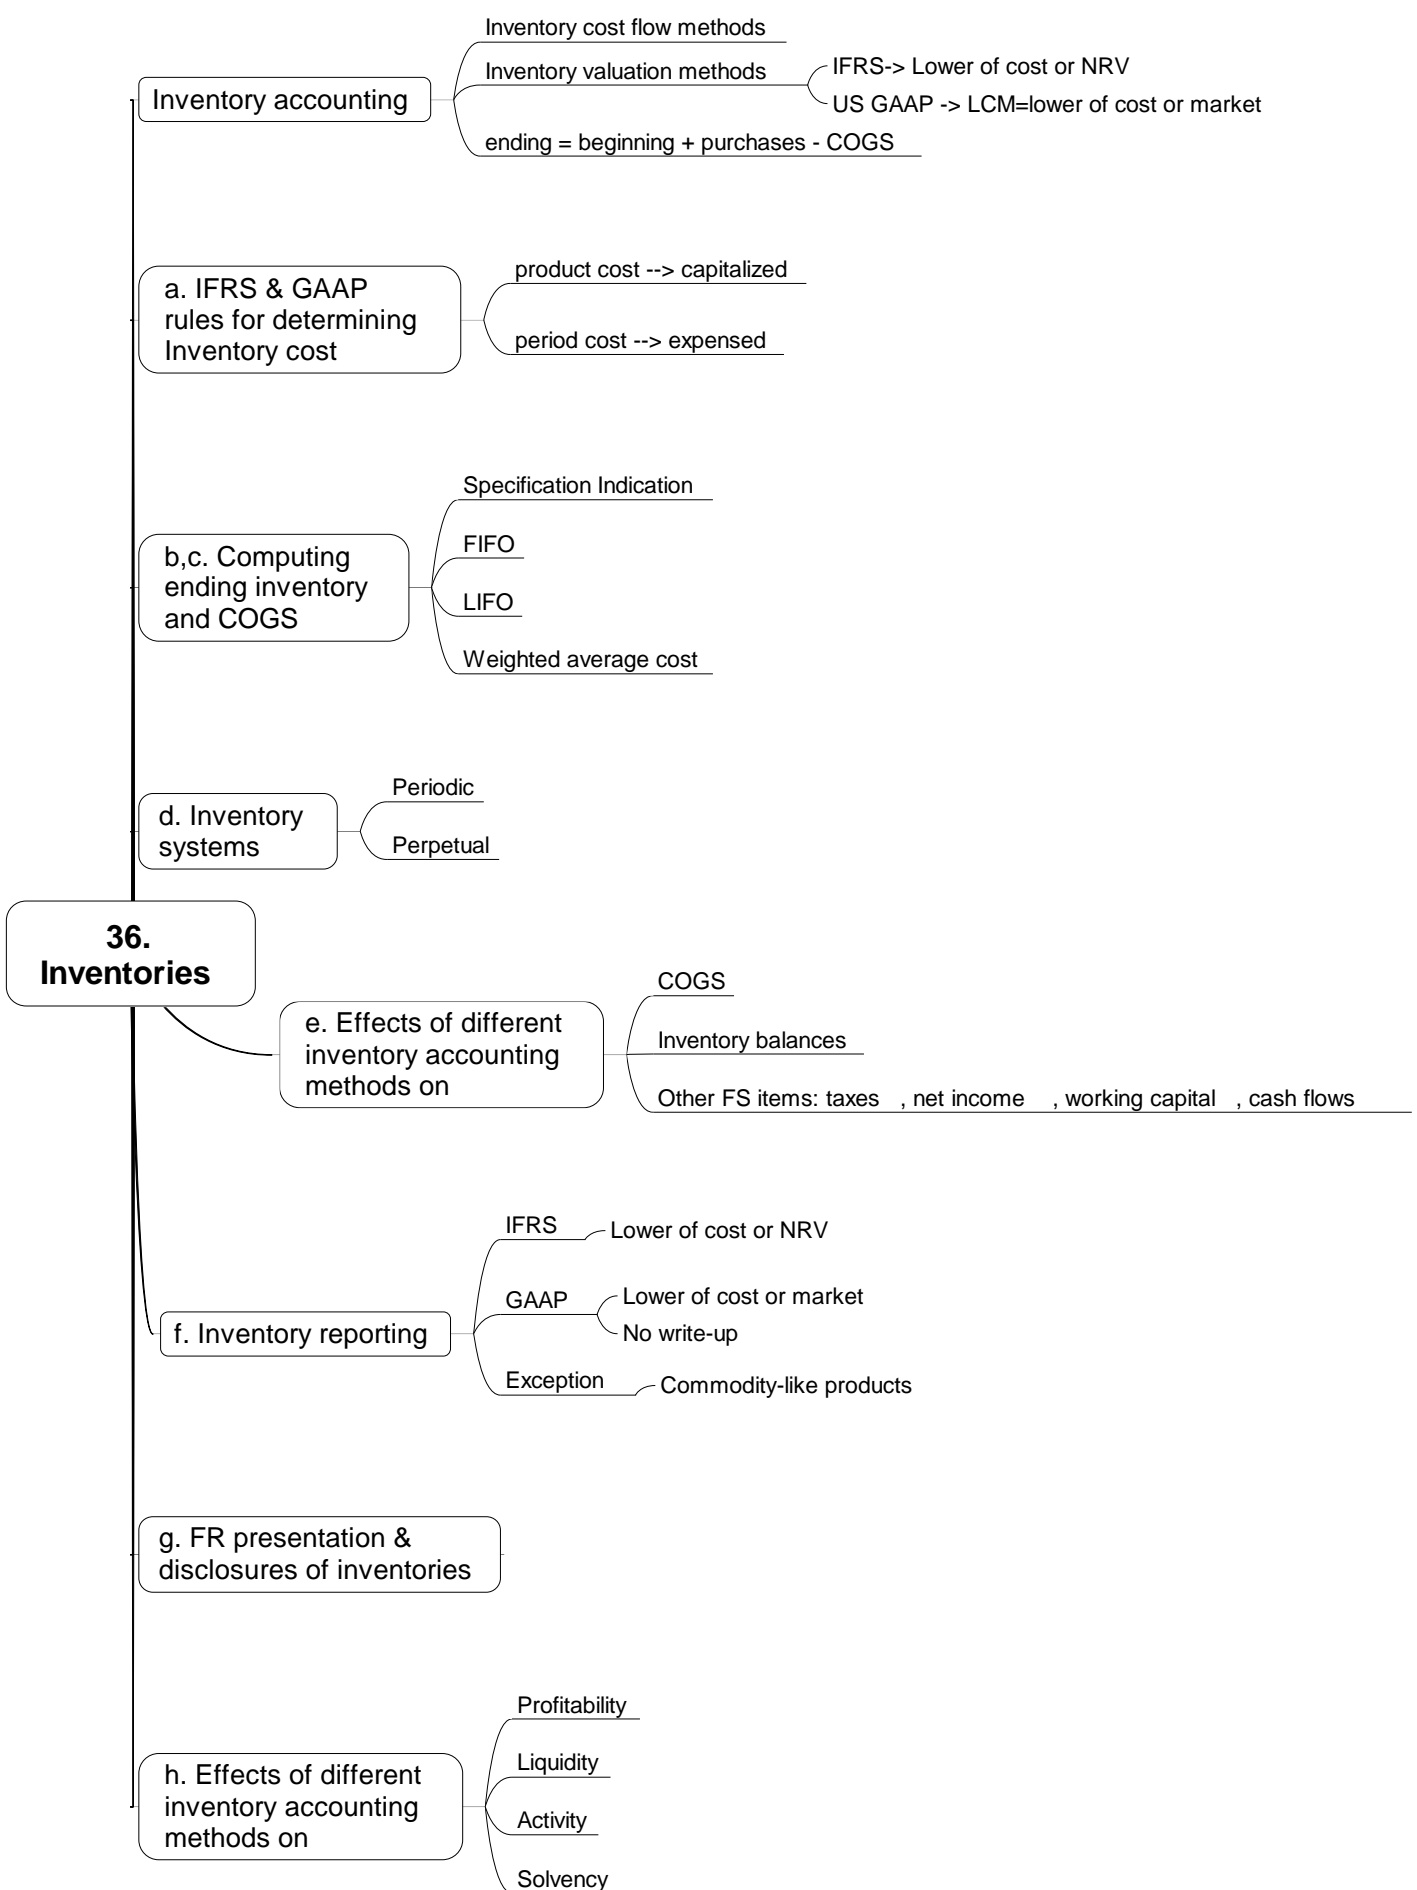 Inventory accounting
Inventory cost flow methods
Inventory valuation methods
IFRS-> Lower of cost or NRV
US GAAP -> LCM=lower of cost or market
ending = beginning + purchases - COGS
a. IFRS & GAAP
rules for determining
Inventory cost
product cost --> capitalized
period cost --> expensed
b,c. Computing
ending inventory
and COGS
Specification Indication
FIFO
LIFO
Weighted average cost
d. Inventory
systems
Periodic
Perpetual
36.
Inventories
e. Effects of different
inventory accounting
methods on
COGS
Inventory balances
Other FS items: taxes , net income , working capital , cash flows
f. Inventory reporting
IFRS
Lower of cost or NRV
GAAP
Lower of cost or market
No write-up
Exception
Commodity-like products
g. FR presentation &
disclosures of inventories
h. Effects of different
inventory accounting
methods on
Profitability
Liquidity
Activity
Solvency